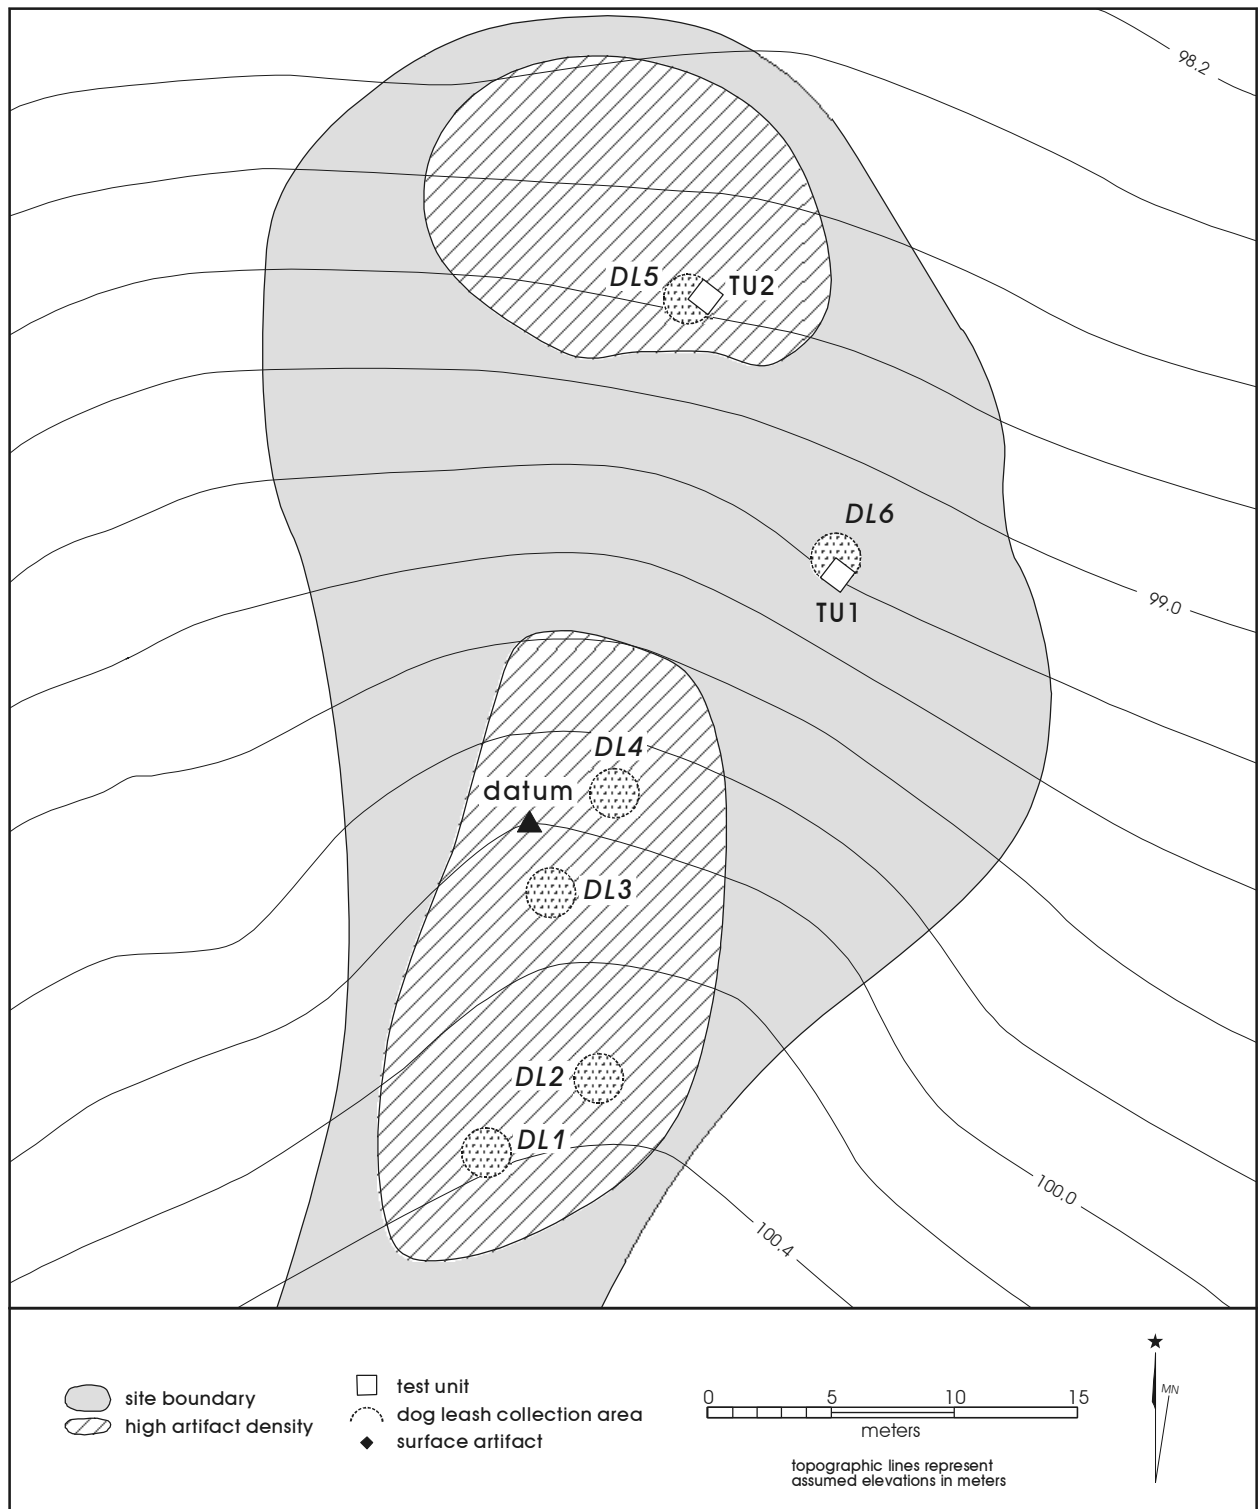 98.2
DL5
TU2
DL6
99.0
TU1
DL4
datum
DL3
DL2
DL1
100.0
100.4
site boundary
high artifact density
test unit
dog leash collection area
surface artifact
0 5 10 15
meters
topographic lines represent
assumed elevations in meters
MN